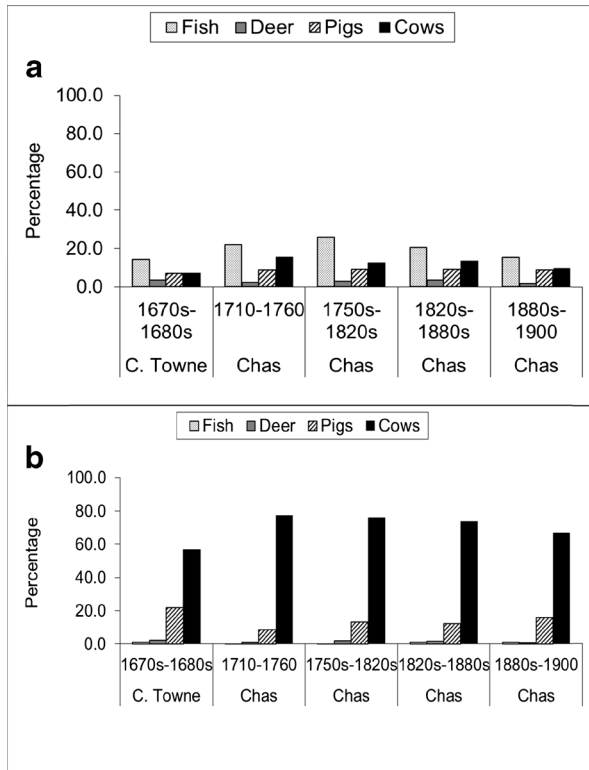 Fish Deer Pigs Cows
a
100.0
80.0
60.0
40.0
20.0
0.0
Percentage
1670s- 1710-1760 1750s- 1820s- 1880s-
1680s 1820s 1880s 1900
C. Towne Chas Chas Chas Chas
Fish Deer Pigs Cows
b
100.0
80.0
60.0
40.0
20.0
0.0
Percentage
1670s-1680s 1710-1760 1750s-1820s 1820s-1880s 1880s-1900
C. Towne Chas Chas Chas Chas